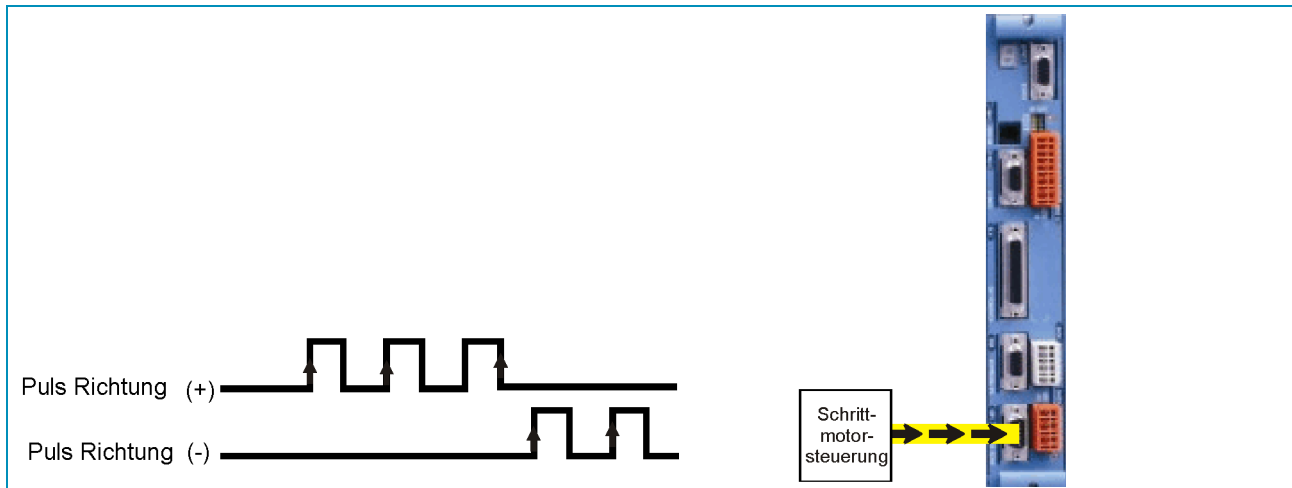 Puls Richtung (+)
Puls Richtung (-)
Schritt-
motor-
steuerung